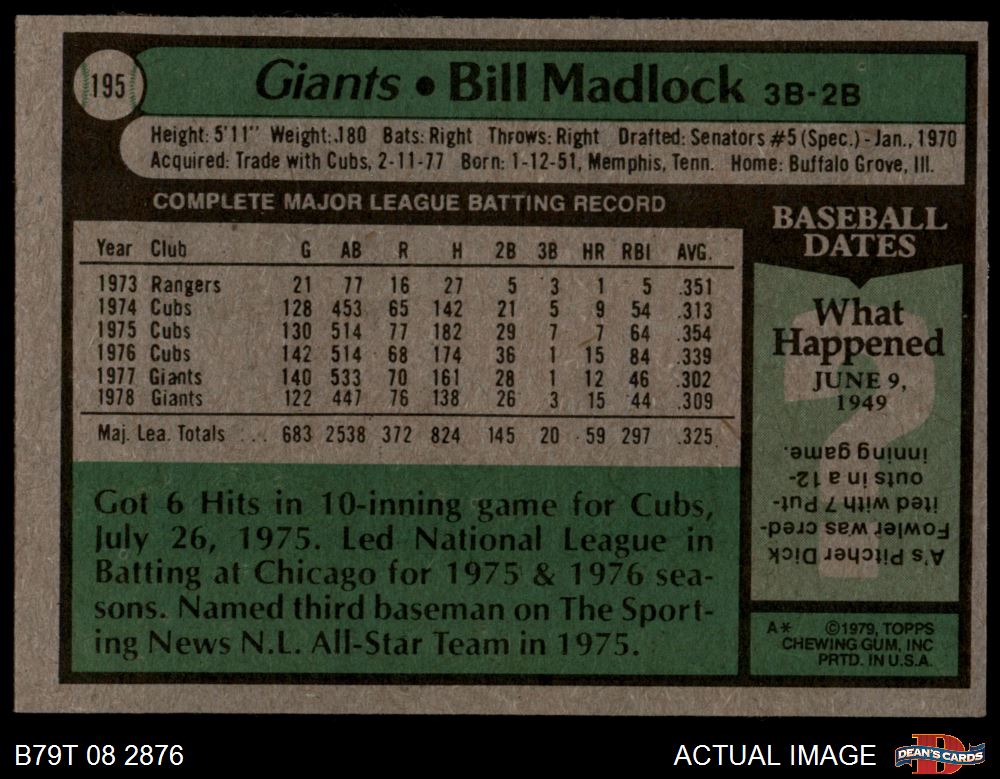 195
Giants • Bill Madlock 3B-2B
Height: 5'11" Weight: 180 Bats: Right Throws: Right Drafted: Senators #5 (Spec.) - Jan., 1970
Acquired: Trade with Cubs, 2-11-77 Born: 1-12-51, Memphis, Tenn. Home: Buffalo Grove, Ill.
COMPLETE MAJOR LEAGUE BATTING RECORD
Year Club G AB R H 2B 3B HR RBI AVG.
1973 Rangers 21 77 16 27 5 3 1 5 .351
1974 Cubs 128 453 65 142 21 5 9 54 .313
1975 Cubs 130 514 77 182 29 7 7 64 .354
1976 Cubs 142 514 68 174 36 1 15 84 .339
1977 Giants 140 533 70 161 28 1 12 46 .302
1978 Giants 122 447 76 138 26 3 15 44 .309
Maj. Lea. Totals ... 683 2538 372 824 145 20 59 297 .325
Got 6 Hits in 10-inning game for Cubs,
July 26, 1975. Led National League in
Batting at Chicago for 1975 & 1976 sea-
sons. Named third baseman on The Sport-
ing News N.L. All-Star Team in 1975.
BASEBALL
DATES
What
Happened
JUNE 9,
1949
?
A's Pitcher Dick
Fowler was cred-
ited with 7 Put-
outs in a 12-
inning game.
A* ©1979, TOPPS
CHEWING GUM, INC
PRTD. IN U.S.A.
B79T 08 2876
ACTUAL IMAGE
DEAN'S CARDS